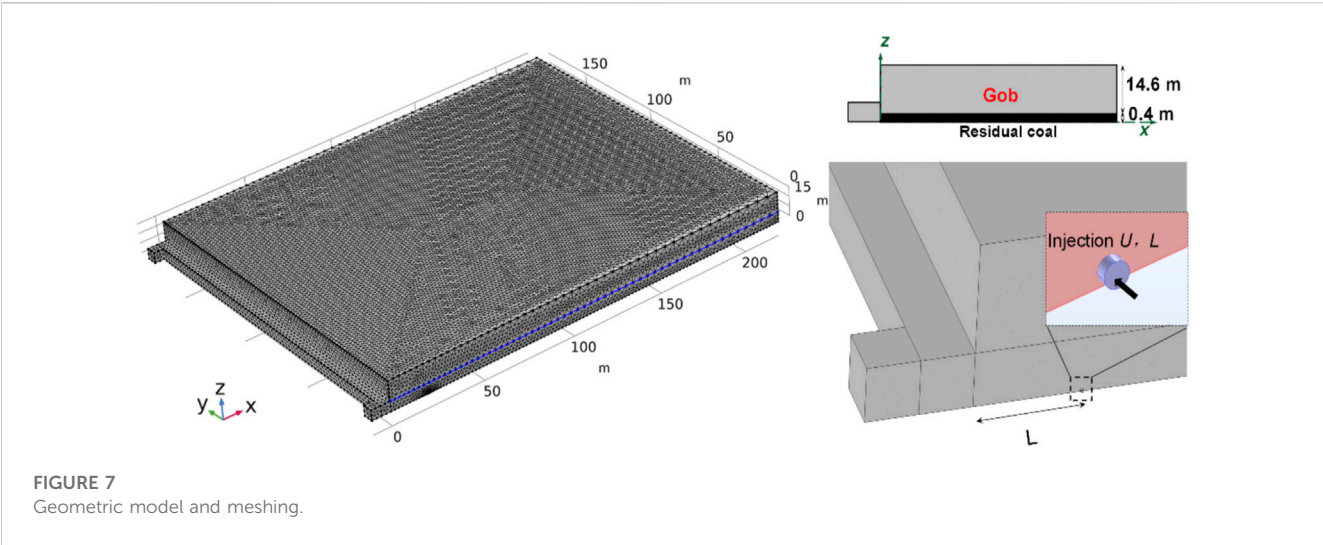 150
100
m
50
0
15
m
0
200
150
100
m
50
0
z
y
x
z
Gob
14.6 m
0.4 m
x
Residual coal
Injection U, L
L
FIGURE 7
Geometric model and meshing.